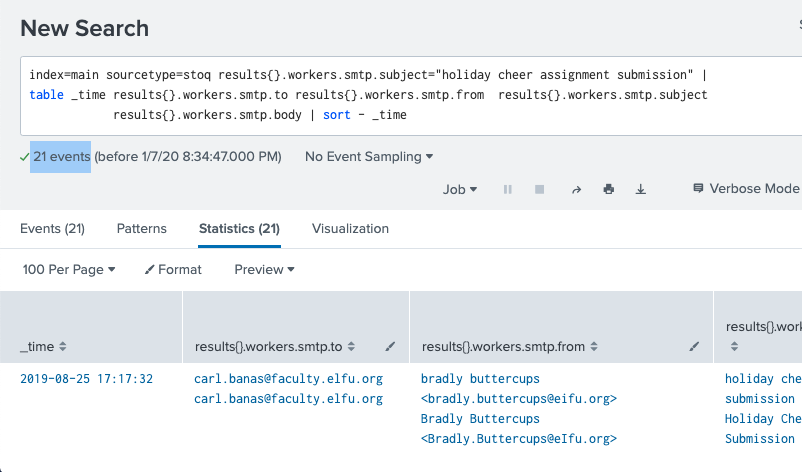 New Search
index=main sourcetype=stoq results{}.workers.smtp.subject="holiday cheer assignment submission" |
table _time results{}.workers.smtp.to results{}.workers.smtp.from results{}.workers.smtp.subject
results{}.workers.smtp.body | sort - _time
21 events (before 1/7/20 8:34:47.000 PM) No Event Sampling
Job Verbose Mode
Events (21) Patterns Statistics (21) Visualization
100 Per Page Format Preview
results{}.work
_time results{}.workers.smtp.to results{}.workers.smtp.from
2019-08-25 17:17:32 carl.banas@faculty.elfu.org bradly buttercups holiday che
carl.banas@faculty.elfu.org <bradly.buttercups@eifu.org> submission
Bradly Buttercups Holiday Che
<Bradly.Buttercups@eIfu.org> Submission